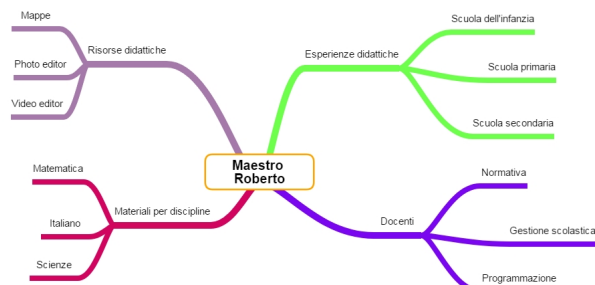 Mappe
Risorse didattiche
Photo editor
Video editor
Esperienze didattiche
Scuola dell'infanzia
Scuola primaria
Scuola secondaria
Maestro
Roberto
Matematica
Materiali per discipline
Italiano
Scienze
Docenti
Normativa
Gestione scolastica
Programmazione